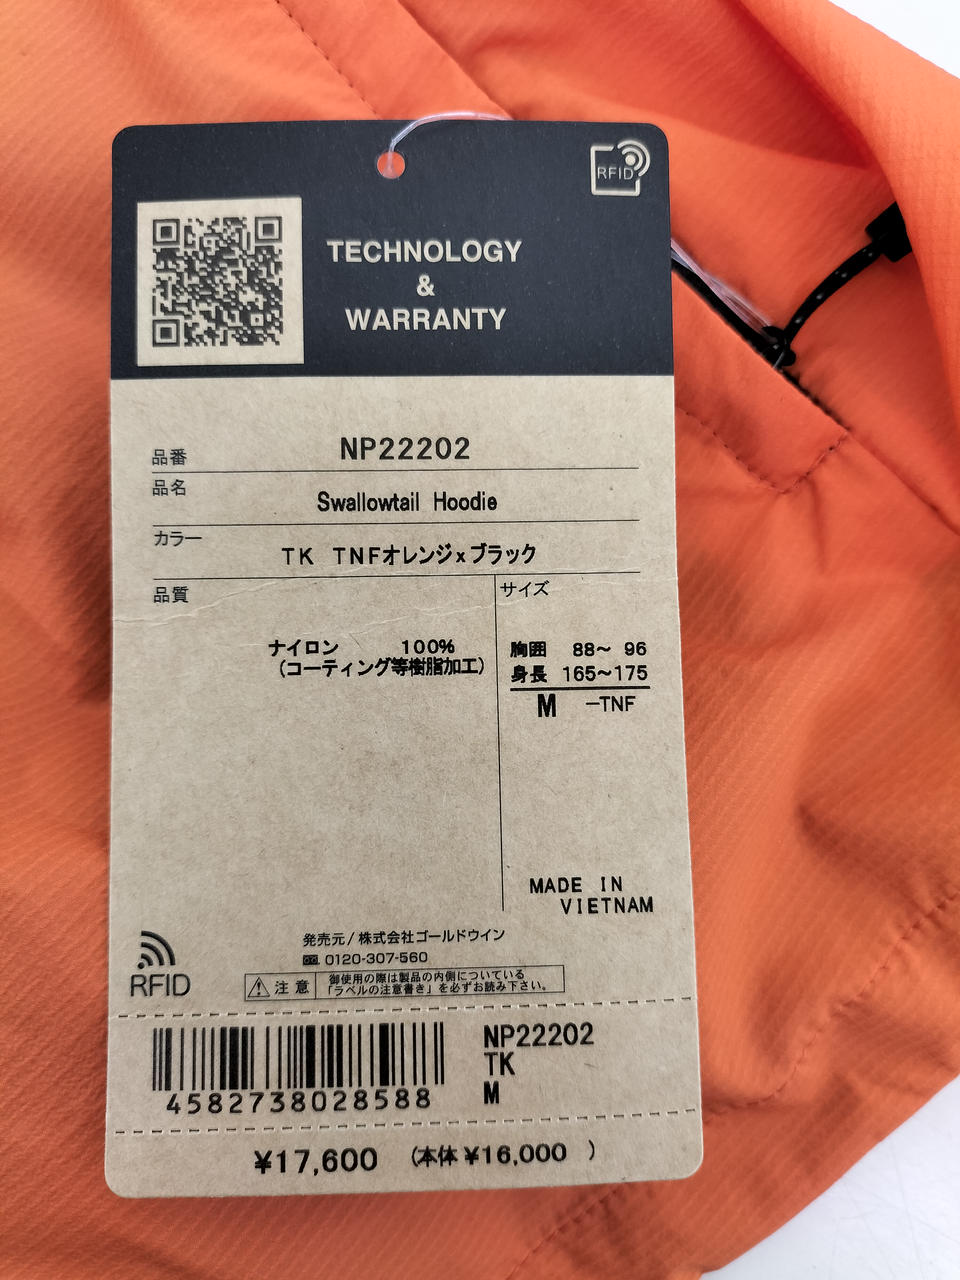 RFID
TECHNOLOGY
&
WARRANTY
品番 NP22202
品名 Swallowtail Hoodie
カラー TK TNFオレンジxブラック
品質
ナイロン 100%
(コーティング等樹脂加工)
サイズ
胸囲 88〜 96
身長 165〜175
M −TNF
MADE IN
VIETNAM
RFID
発売元/株式会社ゴールドウイン
0120-307-560
注意
御使用の際は製品の内側についている
「ラベルの注意書き」を必ずお読み下さい。
4582738028588
NP22202
TK
M
¥17,600 (本体 ¥16,000 )